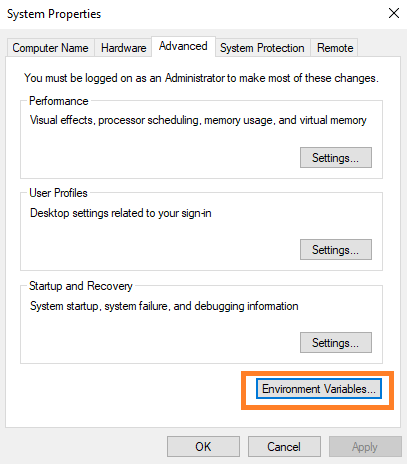 System Properties
Computer Name Hardware Advanced System Protection Remote
You must be logged on as an Administrator to make most of these changes.
Performance
Visual effects, processor scheduling, memory usage, and virtual memory
Settings...
User Profiles
Desktop settings related to your sign-in
Settings...
Startup and Recovery
System startup, system failure, and debugging information
Settings...
Environment Variables...
OK Cancel Apply